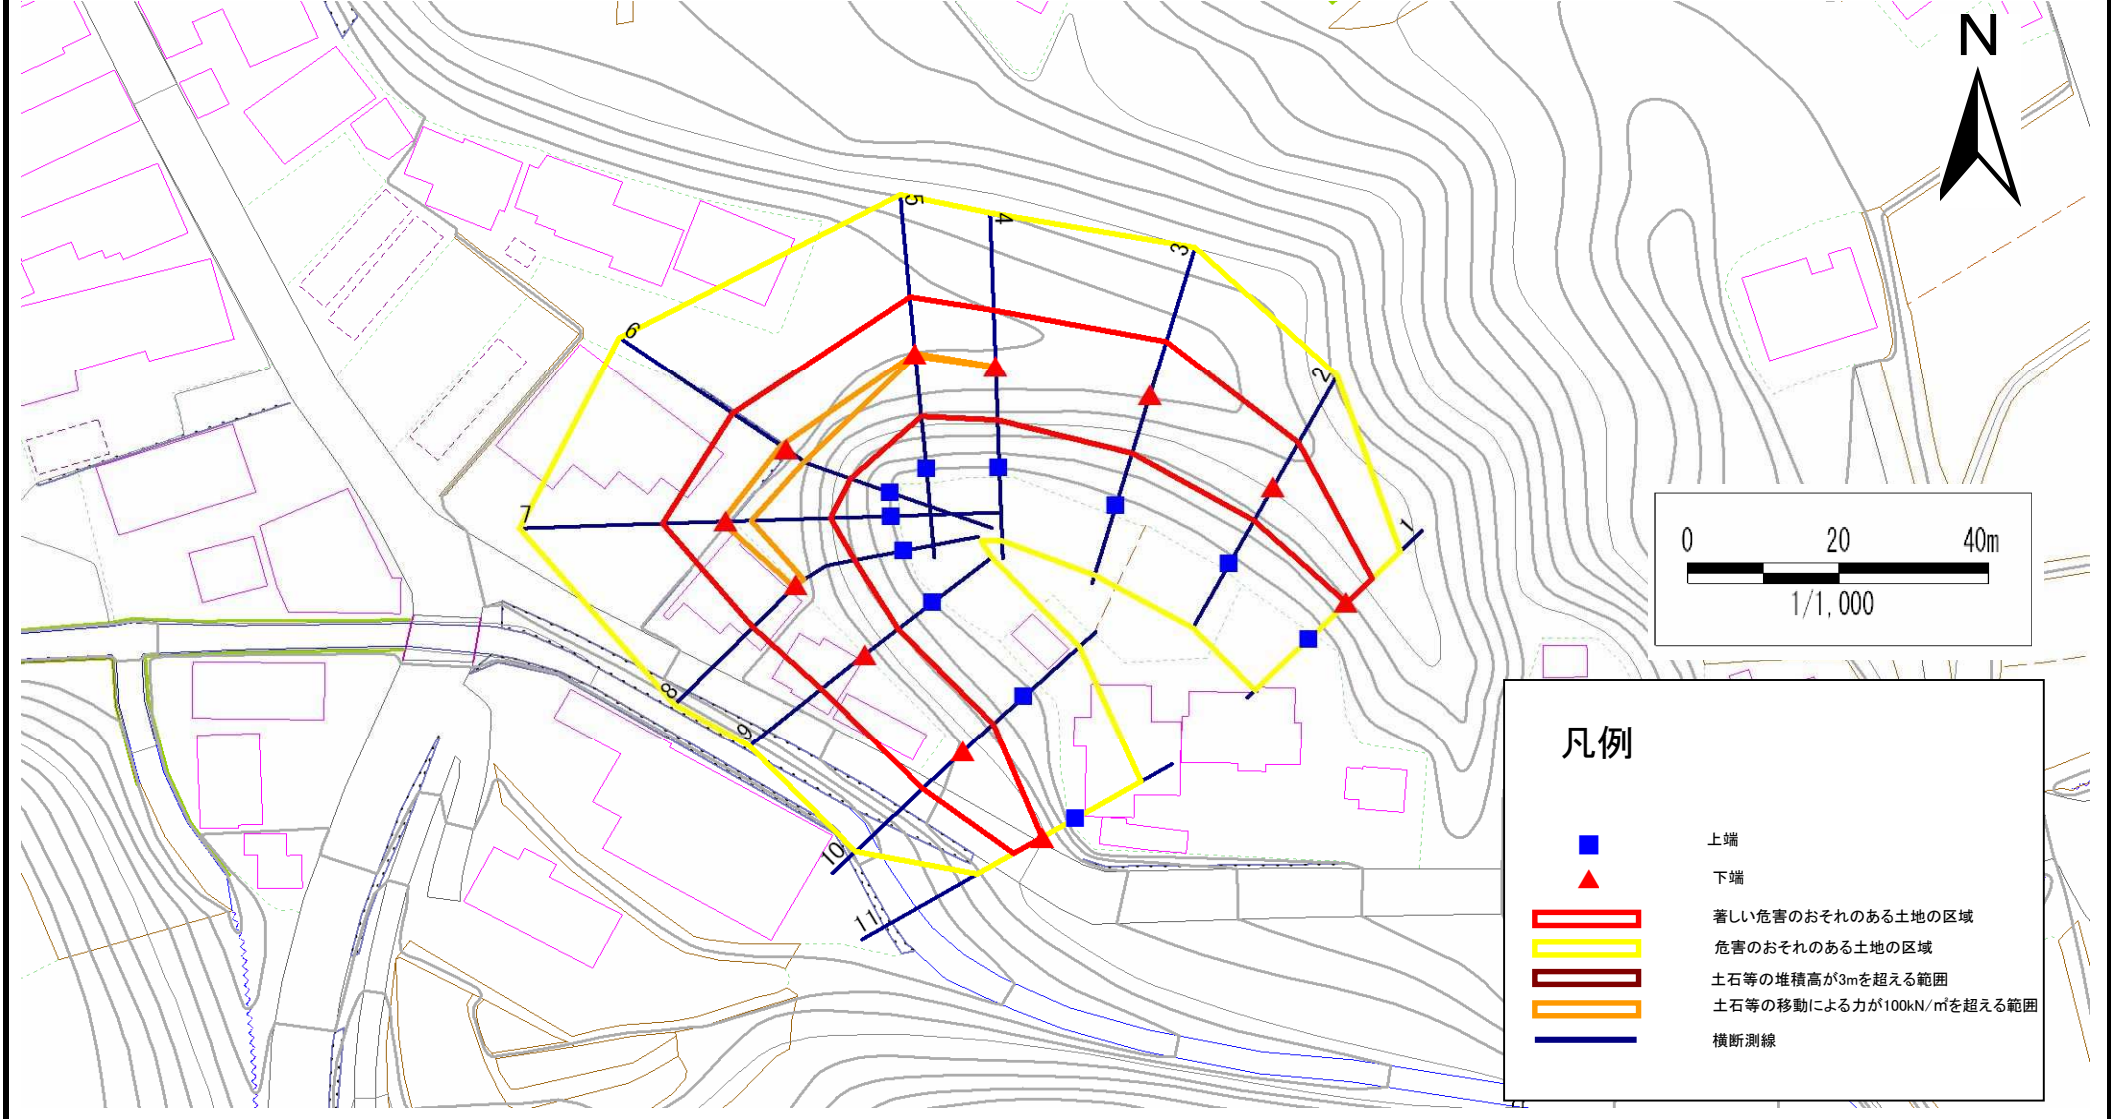 N
5
4
3
6
2
7
1
0 20 40m
1/1,000
8
9
10
11
凡例
上端
下端
著しい危害のおそれのある土地の区域
危害のおそれのある土地の区域
土石等の堆積高が3mを超える範囲
土石等の移動による力が100kN/㎡を超える範囲
横断測線